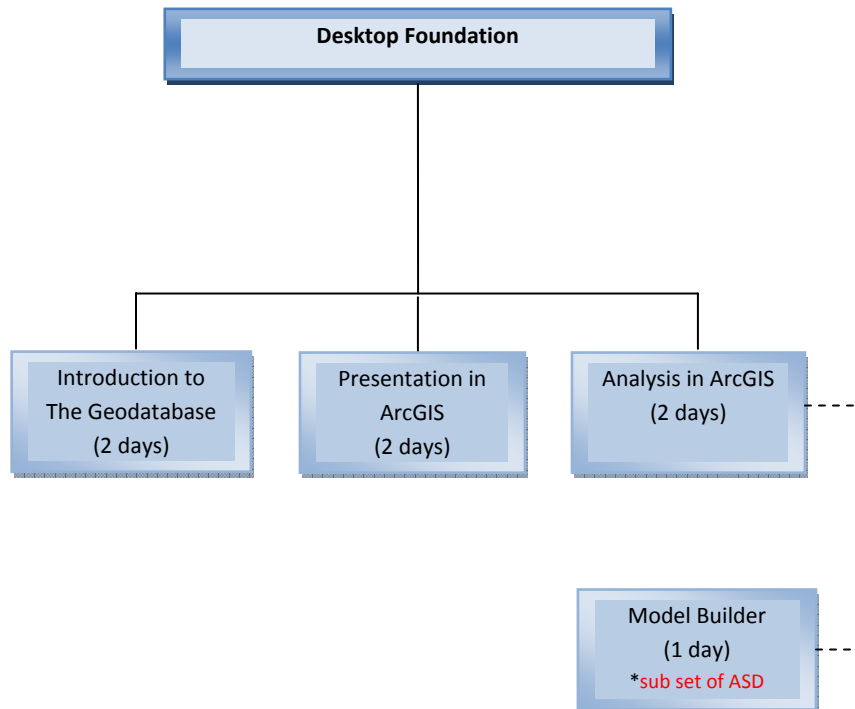 Desktop Foundation
Introduction to
The Geodatabase
(2 days)
Presentation in
ArcGIS
(2 days)
Analysis in ArcGIS
(2 days)
Model Builder
(1 day)
*sub set of ASD